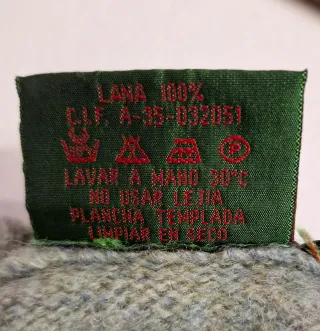 LANA 100%
C.I.F. A-35-032051
P
LAVAR A MANO 30°C
NO USAR LEJIA
PLANCHA TEMPLADA
LIMPIAR EN SECO